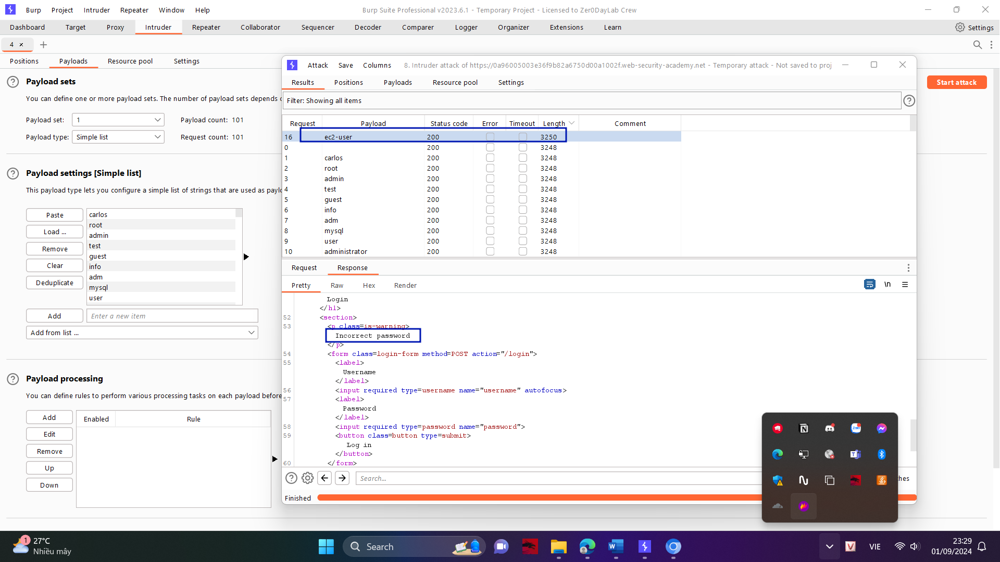 Burp Project Intruder Repeater Window Help
Burp Suite Professional v2023.6.1 - Temporary Project - Licensed to Zer0DayLab Crew
Dashboard Target Proxy Intruder Repeater Collaborator Sequencer Decoder Comparer Logger Organizer Extensions Learn
Settings
4 ×
Positions Payloads Resource pool Settings
Payload sets
You can define one or more payload sets. The number of payload sets depends
Payload set: 1 Payload count: 101
Payload type: Simple list Request count: 101
Start attack
Payload settings [Simple list]
This payload type lets you configure a simple list of strings that are used as
Paste
Load ...
Remove
Clear
Deduplicate
carlos
root
admin
test
guest
info
adm
mysql
user
Add Enter a new item
Add from list ...
Payload processing
You can define rules to perform various processing tasks on each payload before
Add
Edit
Remove
Up
Down
Enabled Rule
Attack Save Columns
8. Intruder attack of https://0a96005003e36f9b82a6750d00a1002f.web-security-academy.net - Temporary attack - Not saved to proj
Results Positions Payloads Resource pool Settings
Filter: Showing all items
Request Payload Status code Error Timeout Length Comment
16 ec2-user 200 3250
0 200 3248
1 carlos 200 3248
2 root 200 3248
3 admin 200 3248
4 test 200 3248
5 guest 200 3248
6 info 200 3248
7 adm 200 3248
8 mysql 200 3248
9 user 200 3248
10 administrator 200 3248
Request Response
Pretty Raw Hex Render
\n
Login
</h1>
52 <section>
53 <p class=is-warning>
Incorrect password
</p>
54 <form class=login-form method=POST action="/login">
55 <label>
Username
</label>
56 <input required type=username name="username" autofocus>
57 <label>
Password
</label>
58 <input required type=password name="password">
59 <button class=button type=submit>
Log in
</button>
60 </form>
Search...
hes
Finished
Zalo
1
27°C
Nhiều mây
Search
VIE
23:29
01/09/2024